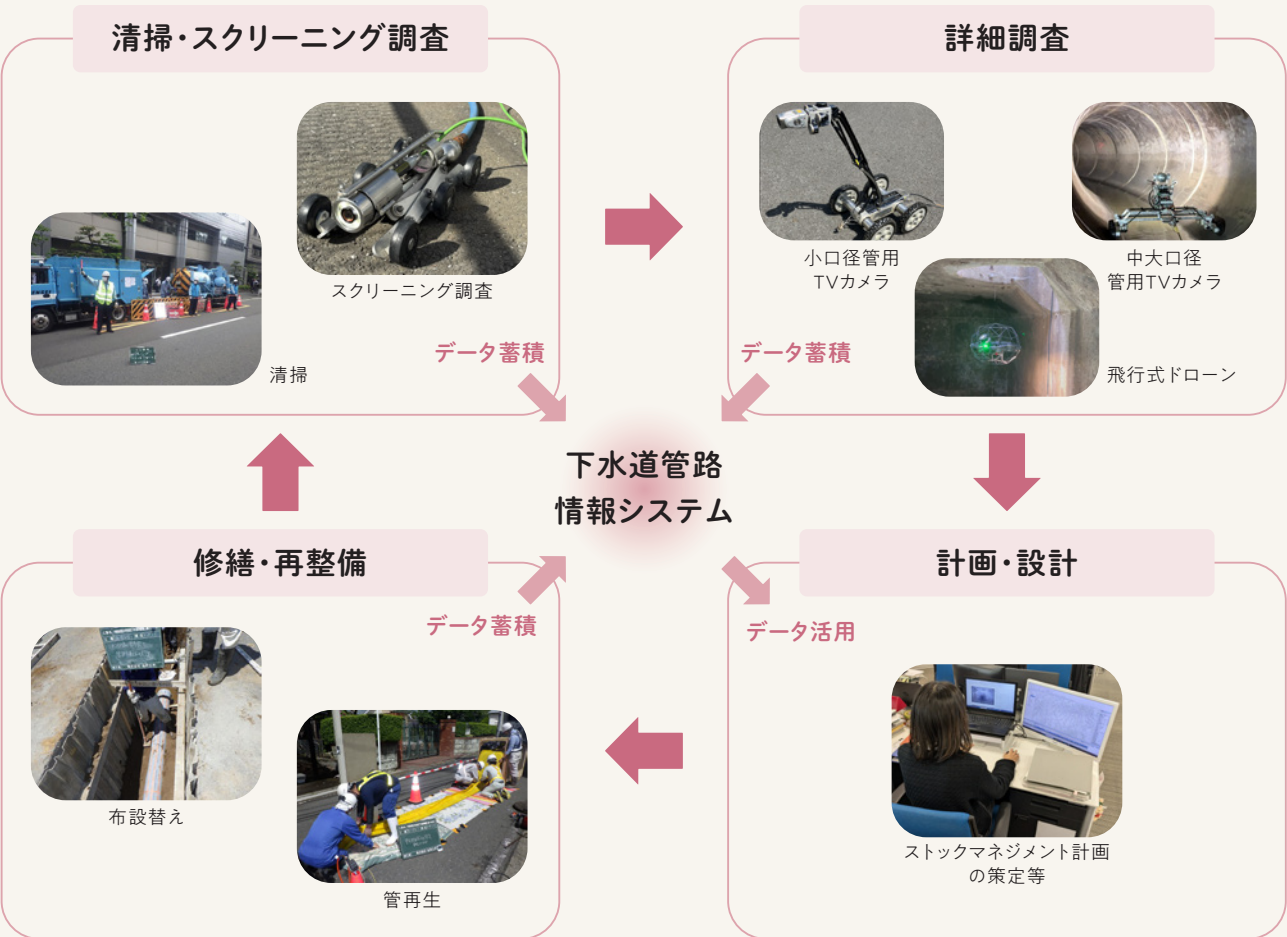 清掃・スクリーニング調査
スクリーニング調査
清掃
データ蓄積
詳細調査
小口径管用
TVカメラ
中大口径
管用TVカメラ
飛行式ドローン
データ蓄積
下水道管路
情報システム
修繕・再整備
データ蓄積
布設替え
管再生
計画・設計
データ活用
ストックマネジメント計画
の策定等